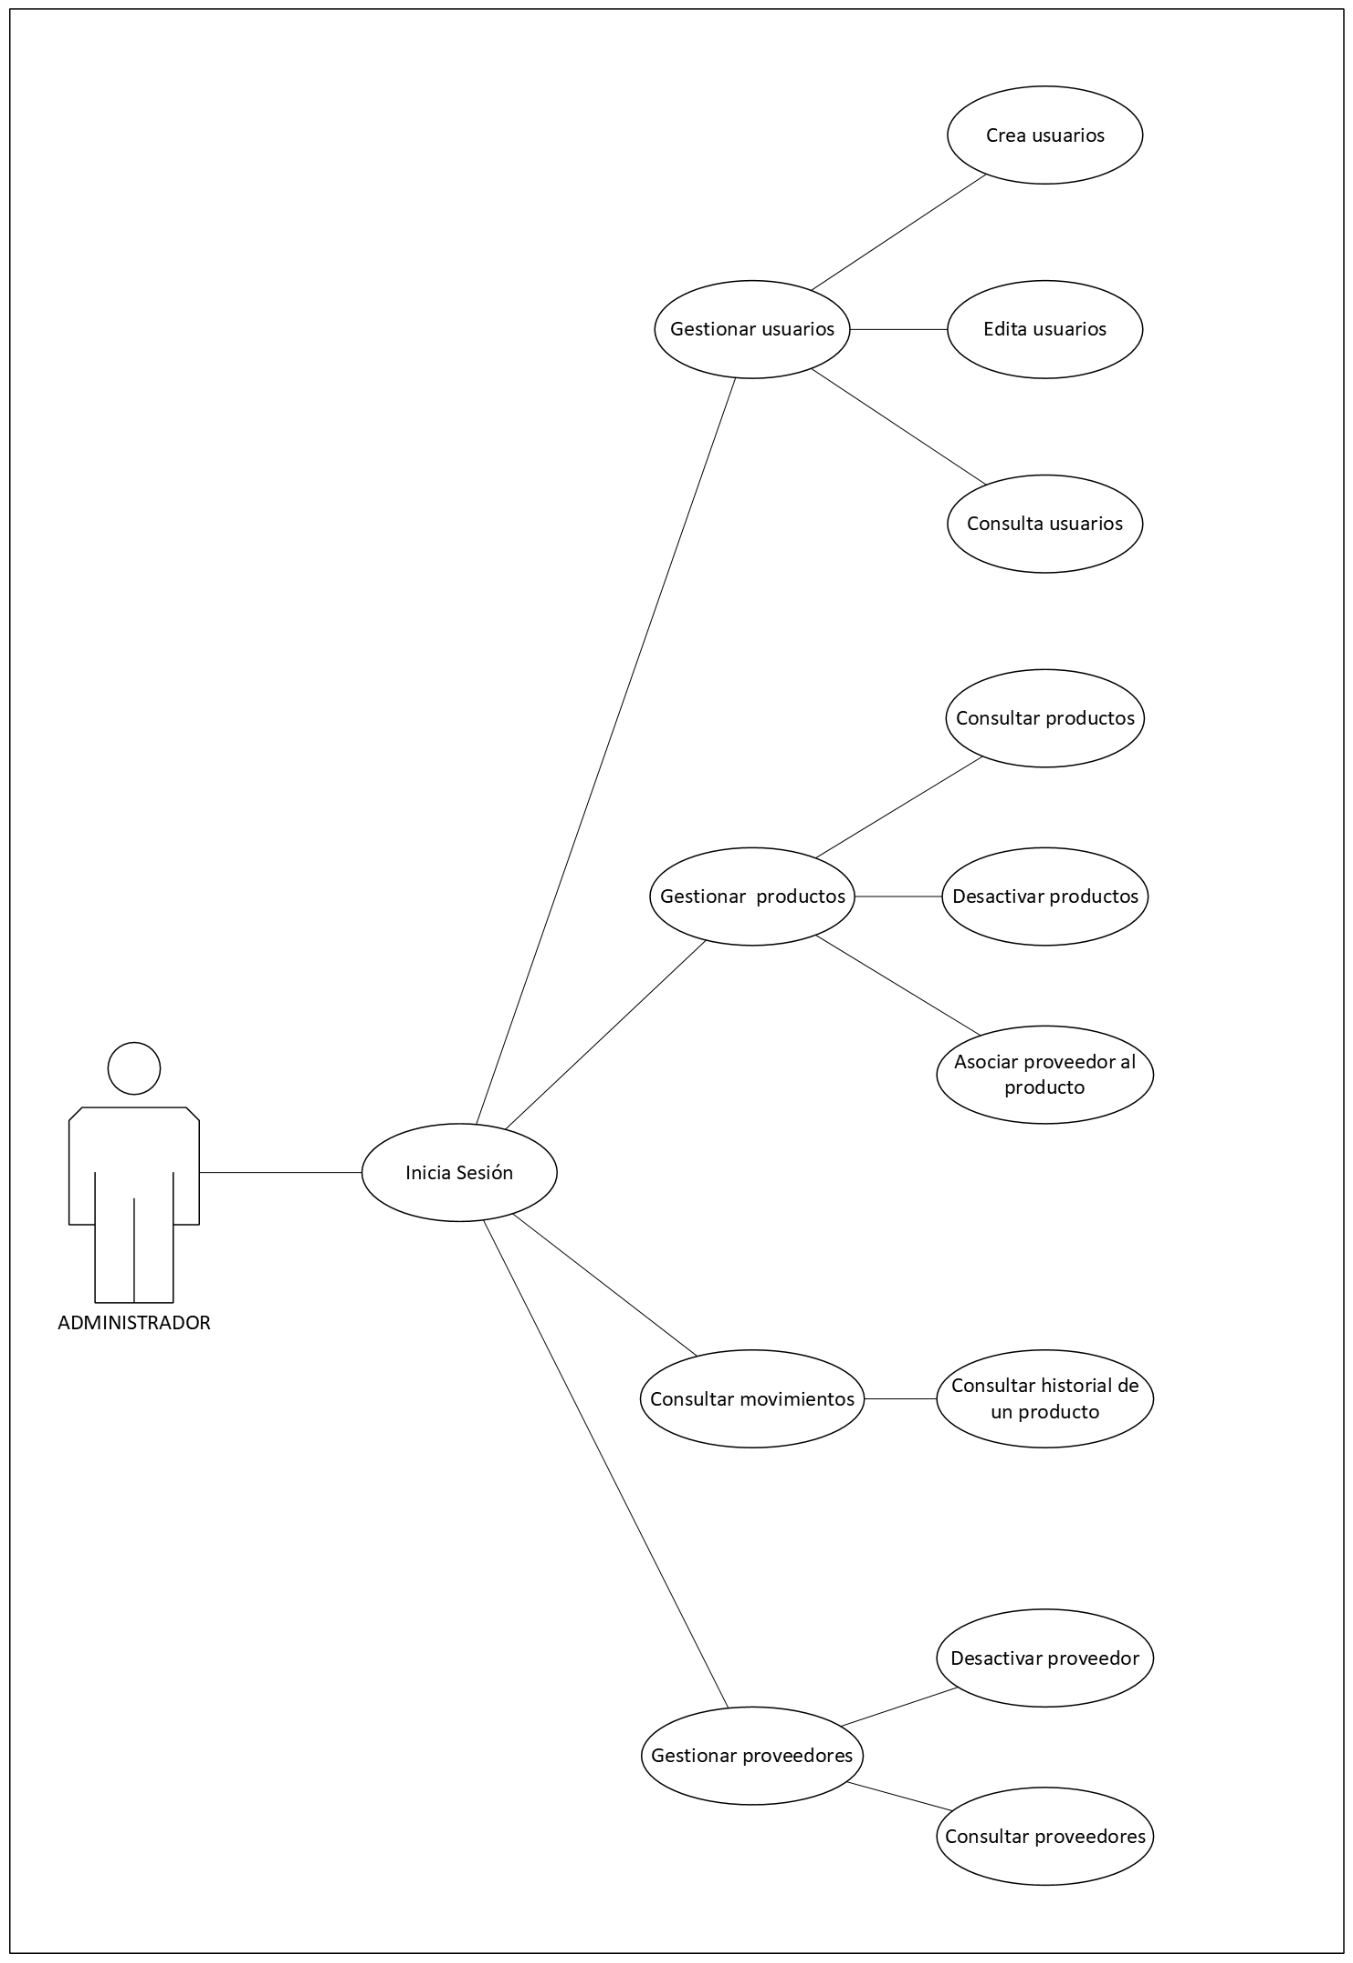 Crea usuarios
Gestionar usuarios
Edita usuarios
Consulta usuarios
Consultar productos
Gestionar  productos
Desactivar productos
Asociar proveedor al
producto
Inicia Sesión
ADMINISTRADOR
Consultar movimientos
Consultar historial de
un producto
Desactivar proveedor
Gestionar proveedores
Consultar proveedores